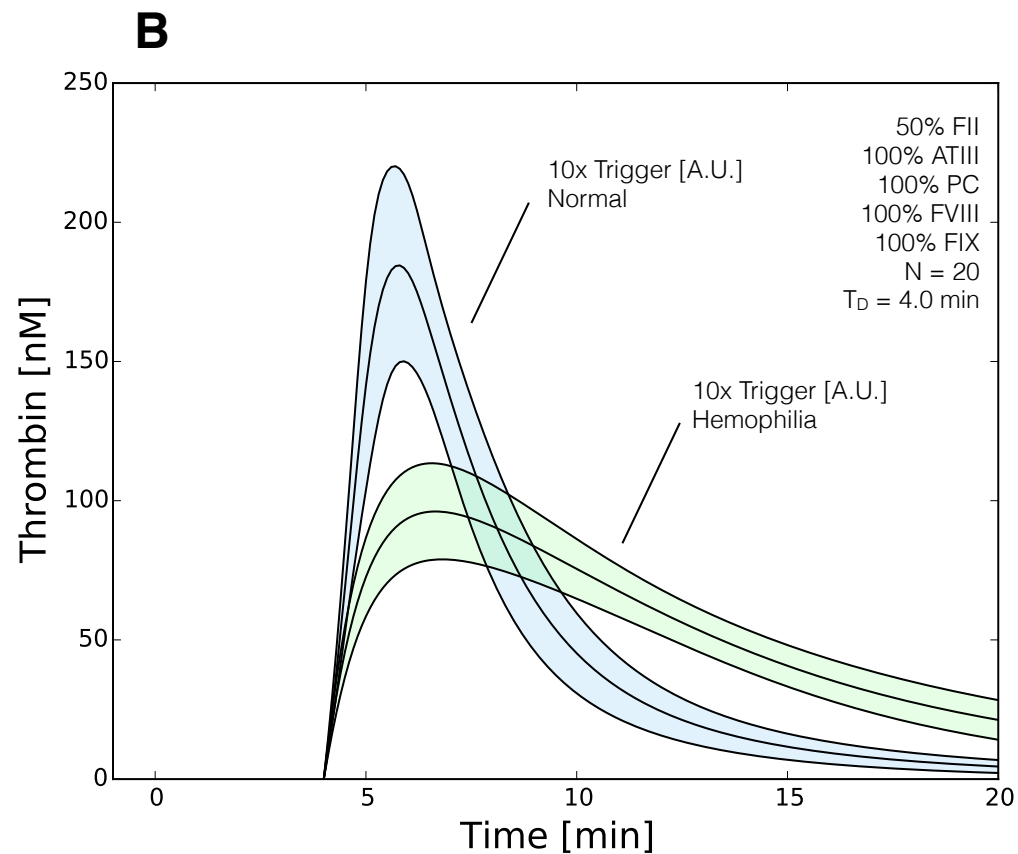 B
Thrombin [nM]
250
200
150
100
50
0
10x Trigger [A.U.]
Normal
50% FII
100% ATIII
100% PC
100% FVIII
100% FIX
N = 20
TD = 4.0 min
10x Trigger [A.U.]
Hemophilia
0 5 10 15 20
Time [min]